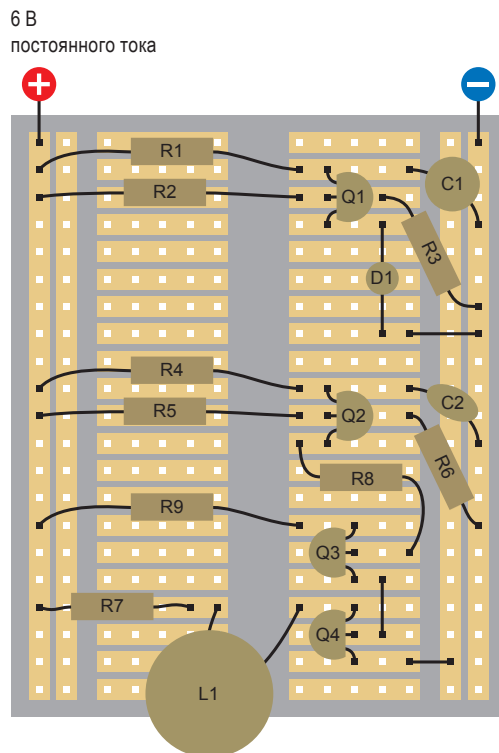 6 В
постоянного тока
+ −
R1
R2
Q1
C1
R3
D1
R4
R5
Q2
C2
R6
R8
R9
Q3
R7
Q4
L1